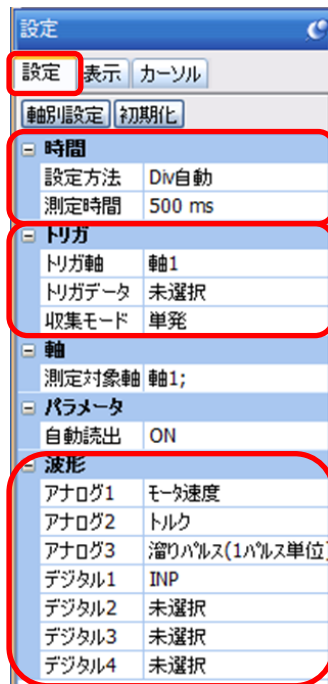 設定
設定 表示 カーソル
軸別設定 初期化
時間
設定方法 Div自動
測定時間 500 ms
トリガ
トリガ軸 軸1
トリガデータ 未選択
収集モード 単発
軸
測定対象軸 軸1;
パラメータ
自動読出 ON
波形
アナログ1 モータ速度
アナログ2 トルク
アナログ3 溜りパルス(1パルス単位)
デジタル1 INP
デジタル2 未選択
デジタル3 未選択
デジタル4 未選択